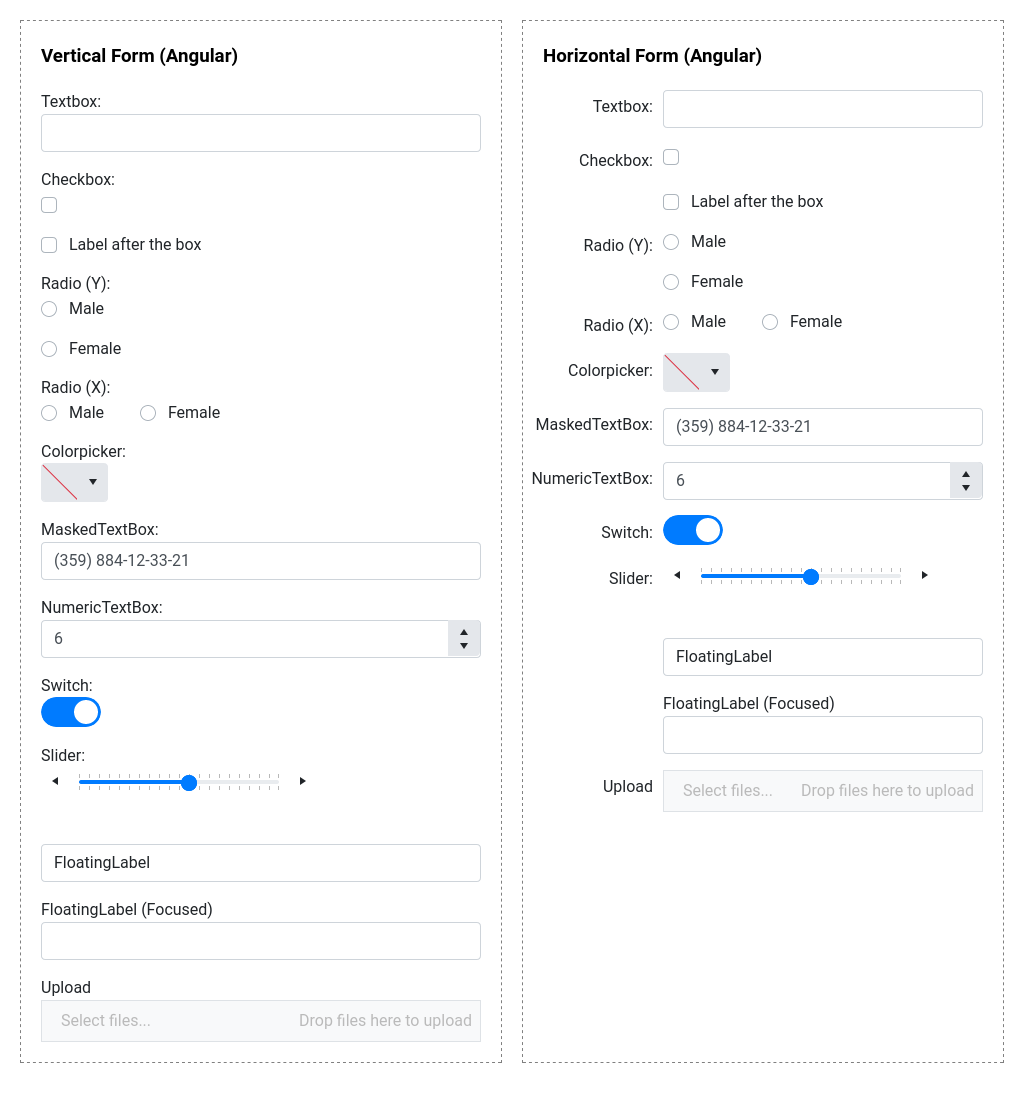 Vertical Form (Angular)
Textbox:
Checkbox:
Label after the box
Radio (Y):
Male
Female
Radio (X):
Male Female
Colorpicker:
MaskedTextBox:
(359) 884-12-33-21
NumericTextBox:
6
Switch:
Slider:
FloatingLabel
FloatingLabel (Focused)
Upload
Select files... Drop files here to upload
Horizontal Form (Angular)
Textbox:
Checkbox:
Label after the box
Radio (Y): Male
Female
Radio (X): Male Female
Colorpicker:
MaskedTextBox: (359) 884-12-33-21
NumericTextBox: 6
Switch:
Slider:
FloatingLabel
FloatingLabel (Focused)
Upload Select files... Drop files here to upload